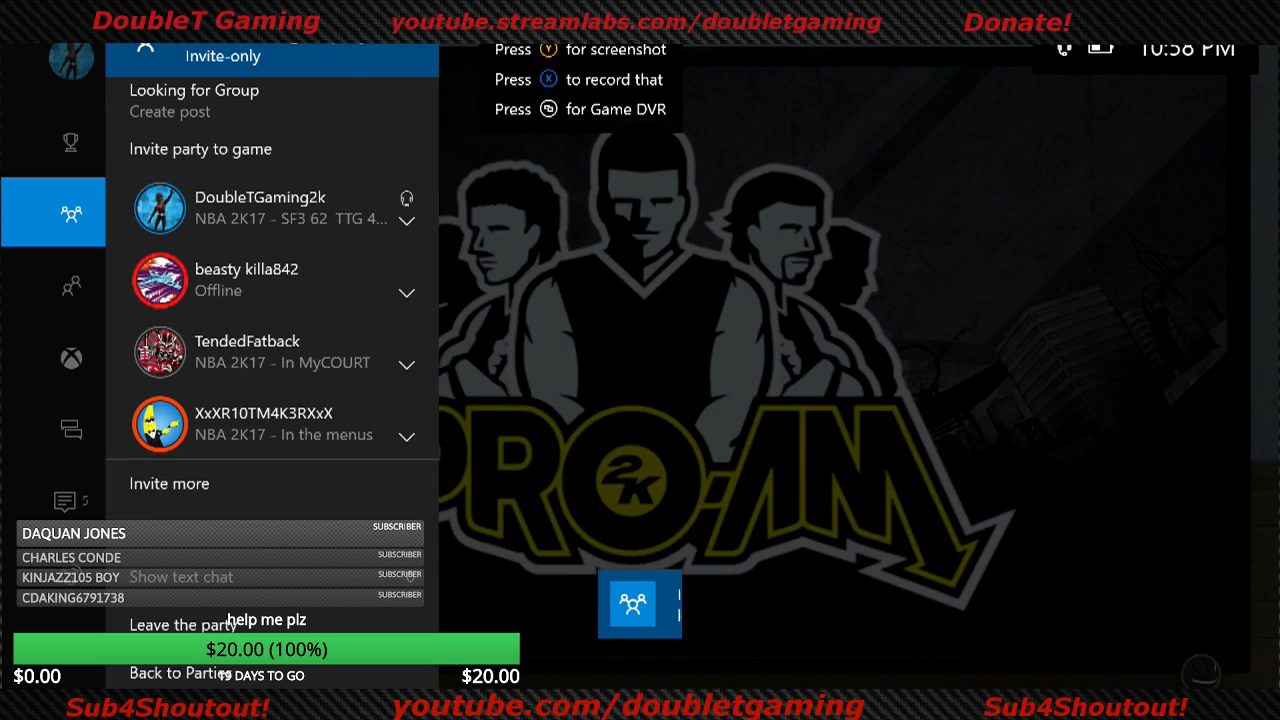 DoubleT Gaming
youtube.streamlabs.com/doubletgaming
Donate!
Invite-only
Looking for Group
Create post
Invite party to game
DoubleTGaming2k
NBA 2K17 - SF3 62 TTG 4...
beasty killa842
Offline
TendedFatback
NBA 2K17 - In MyCOURT
XxXR10TM4K3RXxX
NBA 2K17 - In the menus
Invite more
5
DAQUAN JONES SUBSCRIBER
CHARLES CONDE SUBSCRIBER
KINJAZZ105 BOY SUBSCRIBER
Show text chat
CDAKING6791738 SUBSCRIBER
help me plz
Leave the party
$20.00 (100%)
Back to Parties
19 DAYS TO GO
$0.00
$20.00
Press Y for screenshot
Press X to record that
Press for Game DVR
10:58 PM
PRO-AM
2K
Sub4Shoutout!
youtube.com/doubletgaming
Sub4Shoutout!